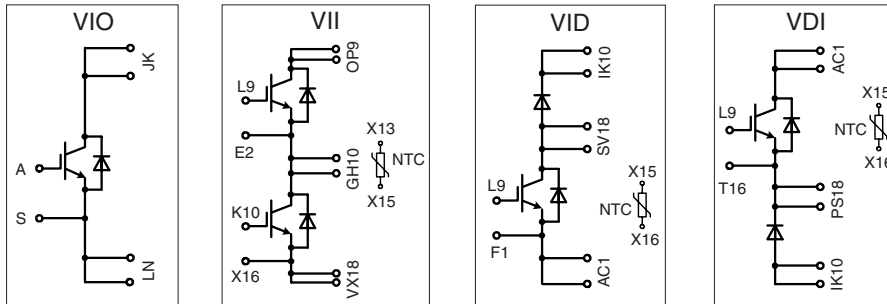 VIO
JK
A
S
LN
VII
OP9
L9
E2
X13
NTC
X15
GH10
K10
X16
VX18
VID
IK10
SV18
L9
X15
NTC
X16
F1
AC1
VDI
AC1
L9
X15
NTC
X16
T16
PS18
IK10